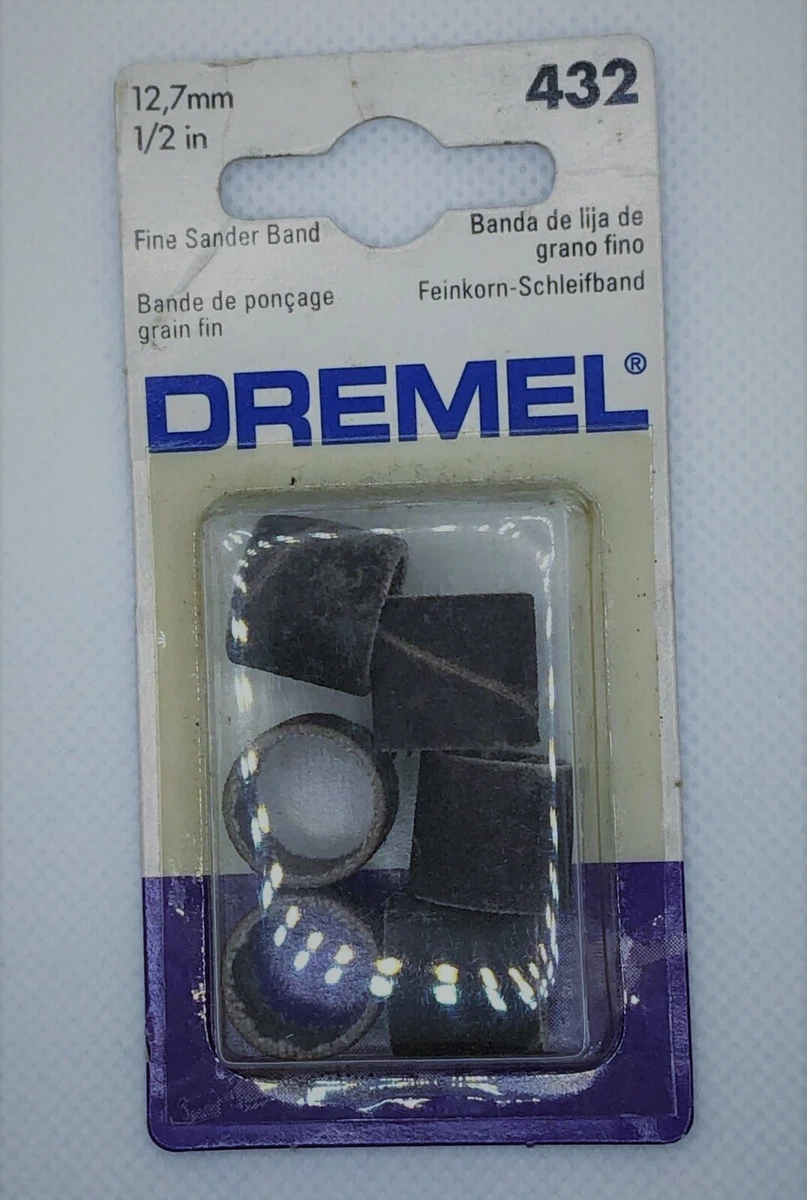 12,7mm
1/2 in
432
Fine Sander Band
Banda de lija de
grano fino
Bande de ponçage
grain fin
Feinkorn-Schleifband
DREMEL®